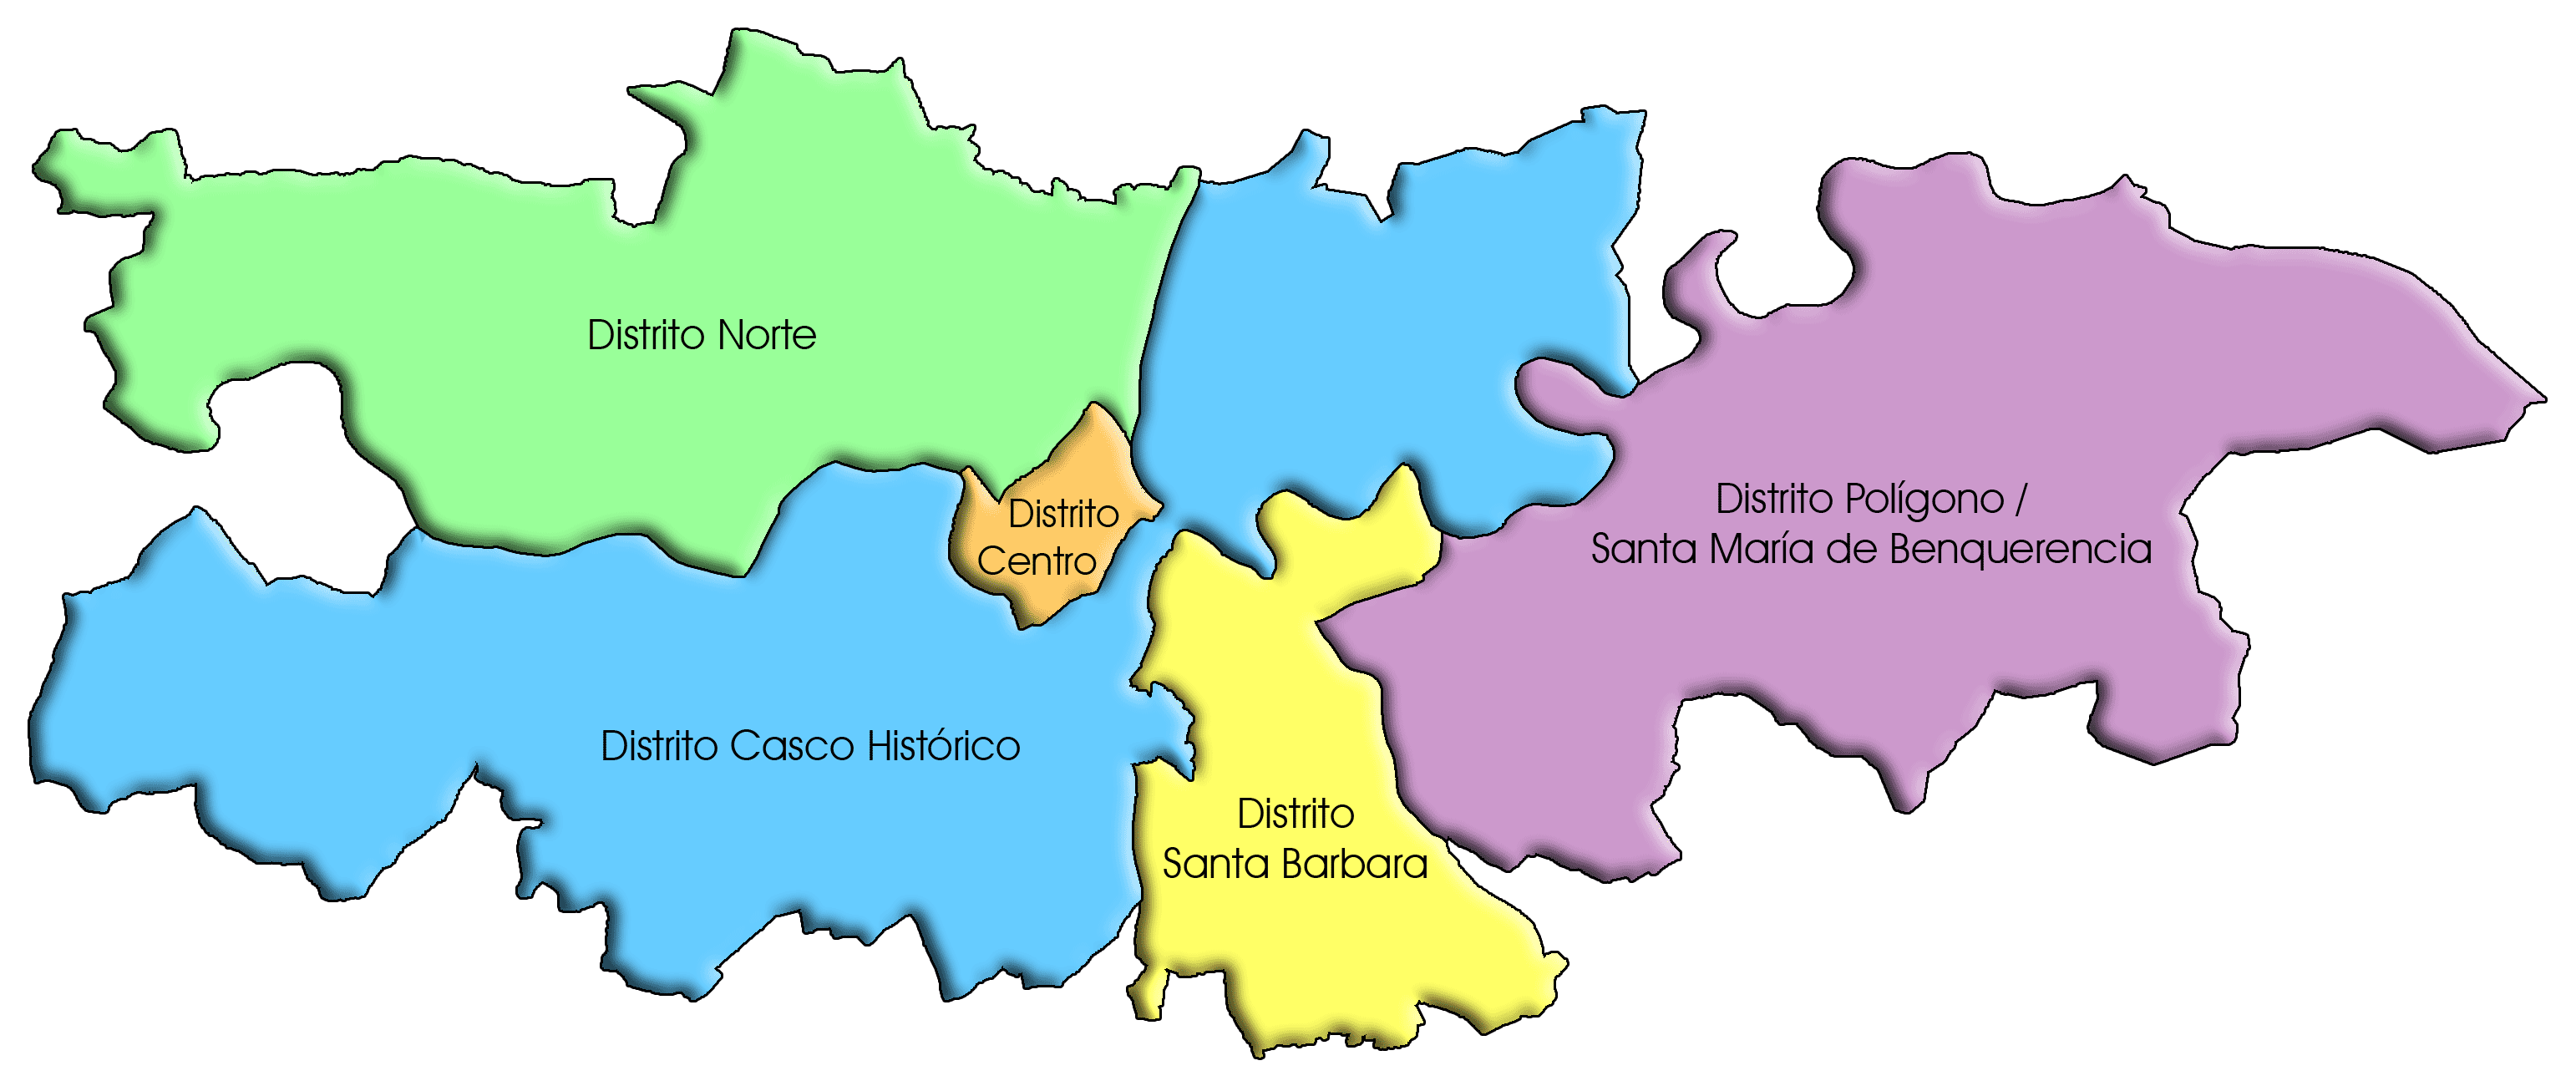 Distrito Norte
Distrito
Centro
Distrito Polígono /
Santa María de Benquerencia
Distrito Casco Histórico
Distrito
Santa Barbara